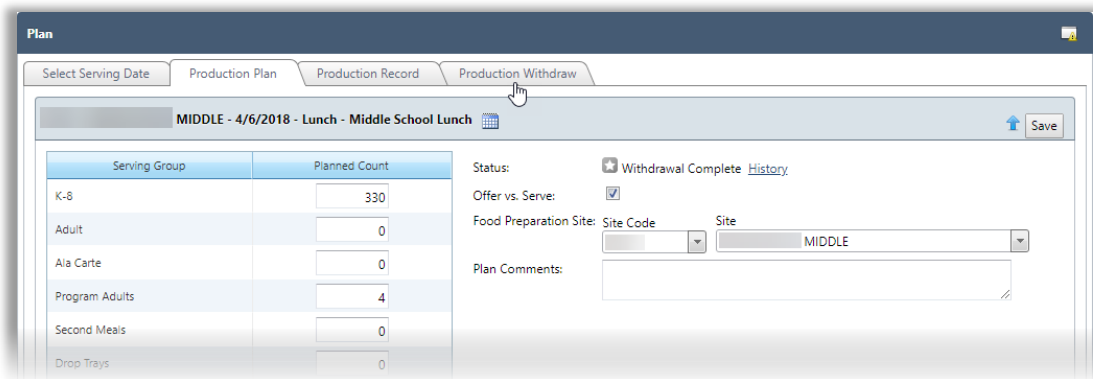 Plan
Select Serving Date Production Plan Production Record Production Withdraw
MIDDLE - 4/6/2018 - Lunch - Middle School Lunch Save
Serving Group Planned Count
K-8 330
Adult 0
Ala Carte 0
Program Adults 4
Second Meals 0
Drop Trays 0
Status: Withdrawal Complete History
Offer vs. Serve:
Food Preparation Site: Site Code Site
MIDDLE
Plan Comments: